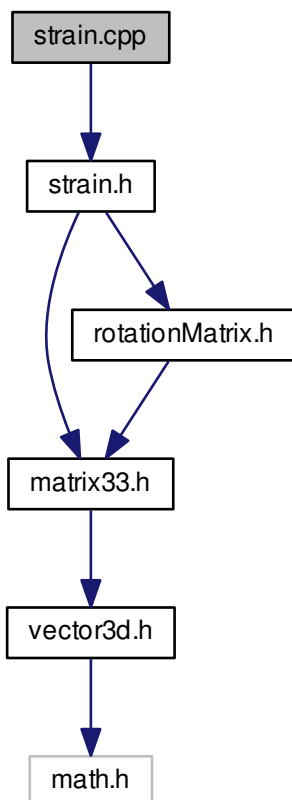 strain.cpp
strain.h
rotationMatrix.h
matrix33.h
vector3d.h
math.h